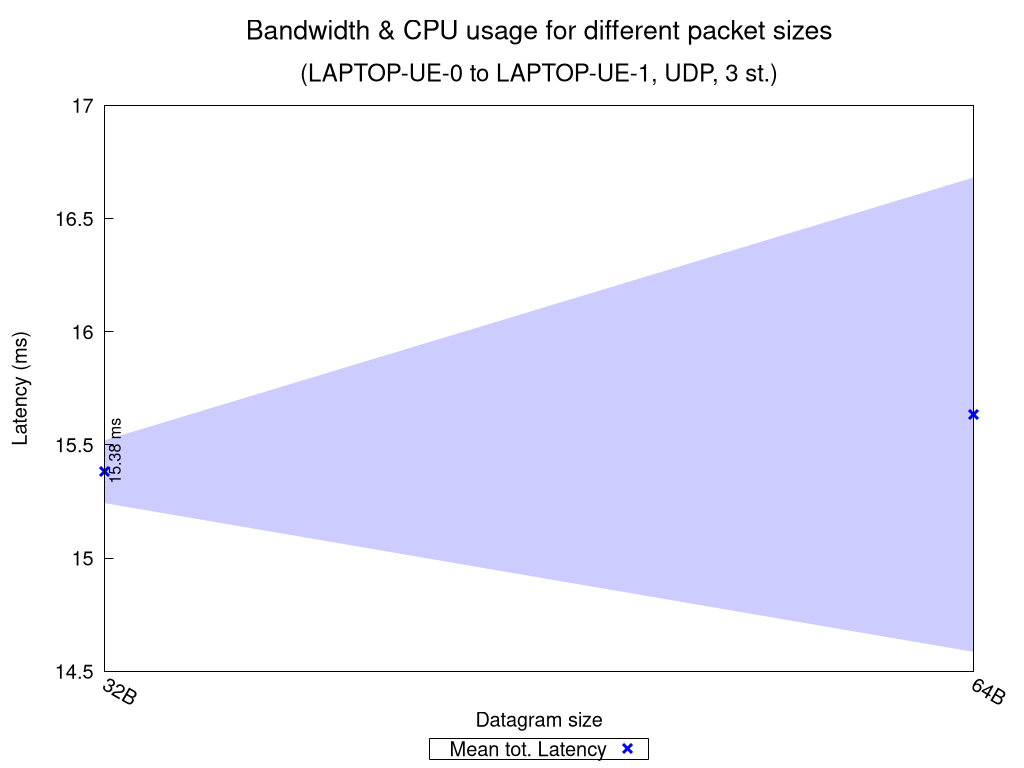 Bandwidth & CPU usage for different packet sizes
(LAPTOP-UE-0 to LAPTOP-UE-1, UDP, 3 st.)
17
16.5
16
15.5
15
14.5
Latency (ms)
15.38 ms
32B
64B
Datagram size
Mean tot. Latency